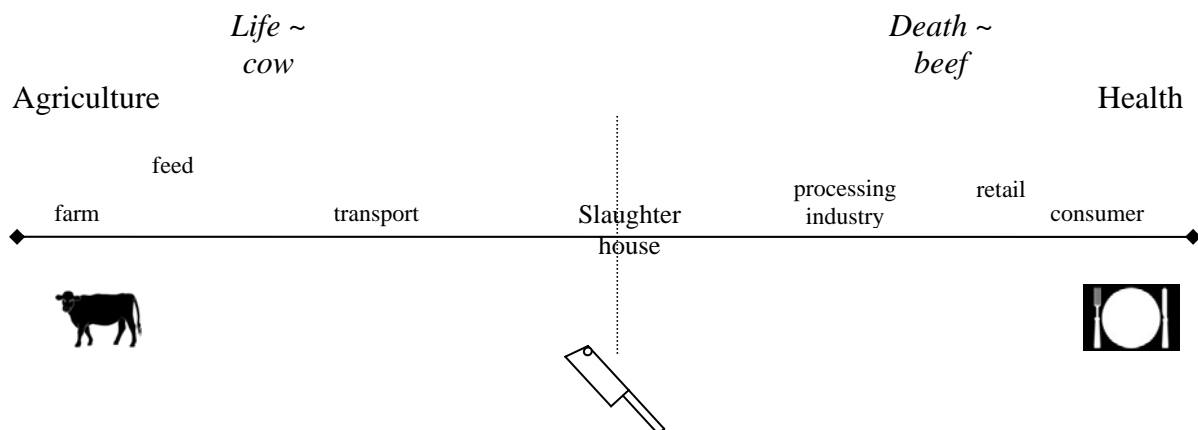 Life ~
cow
Death ~
beef
Agriculture
Health
feed
farm
transport
Slaughter
house
processing
industry
retail
consumer